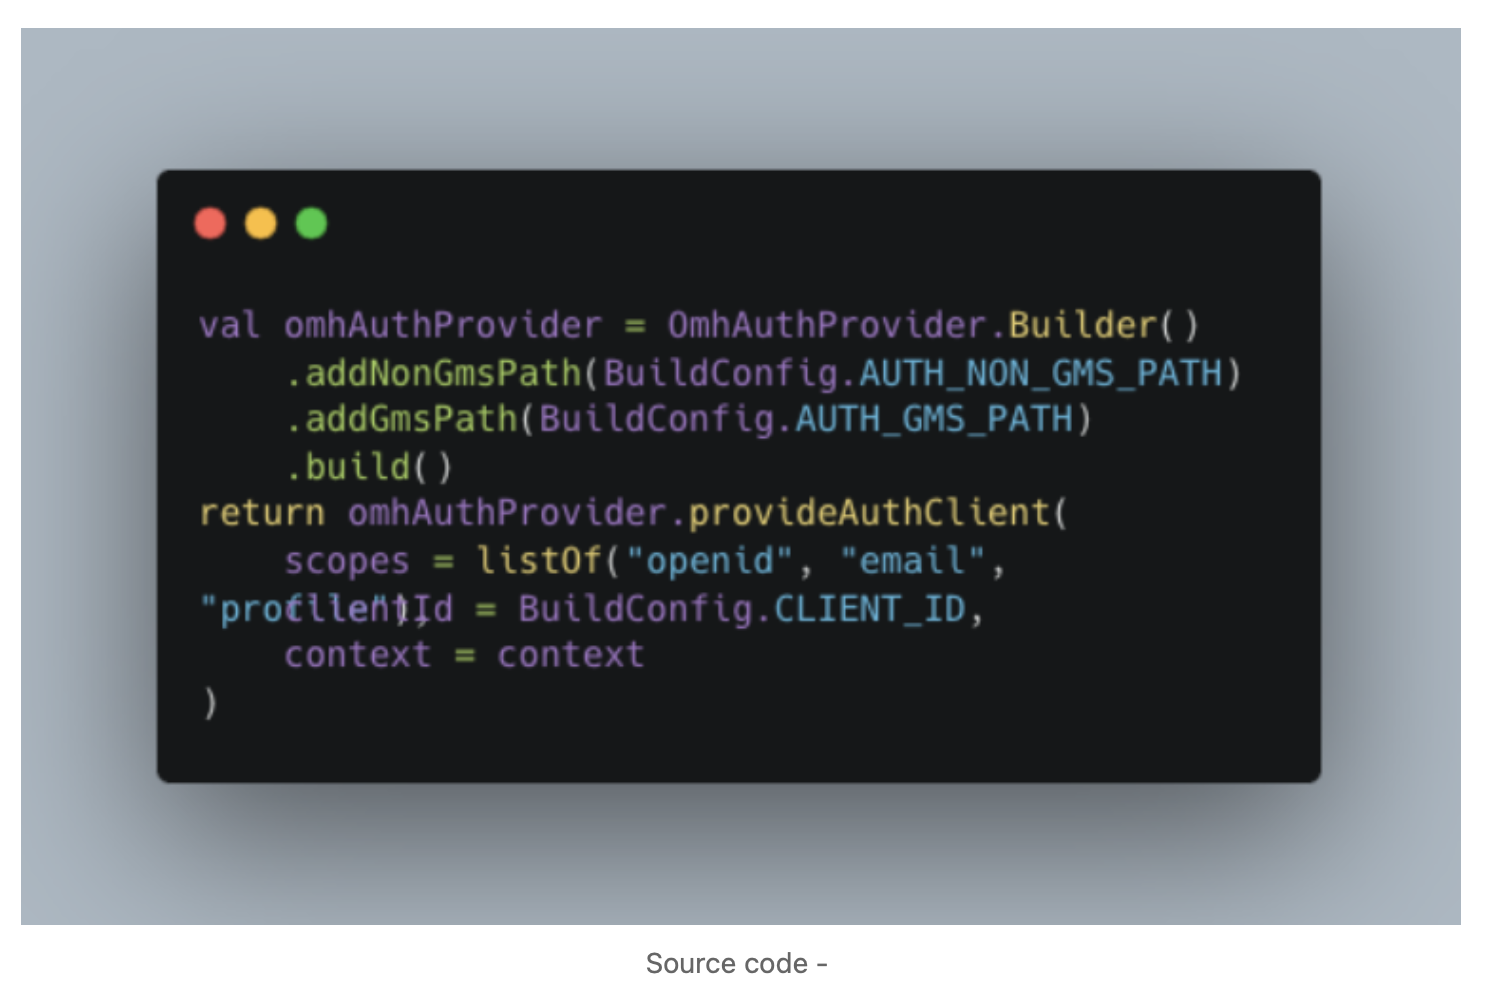 val omhAuthProvider = OmhAuthProvider.Builder()
    .addNonGmsPath(BuildConfig.AUTH_NON_GMS_PATH)
    .addGmsPath(BuildConfig.AUTH_GMS_PATH)
    .build()
return omhAuthProvider.provideAuthClient(
    scopes = listOf("openid", "email",
"profile"),
    clientId = BuildConfig.CLIENT_ID,
    context = context
)
Source code -